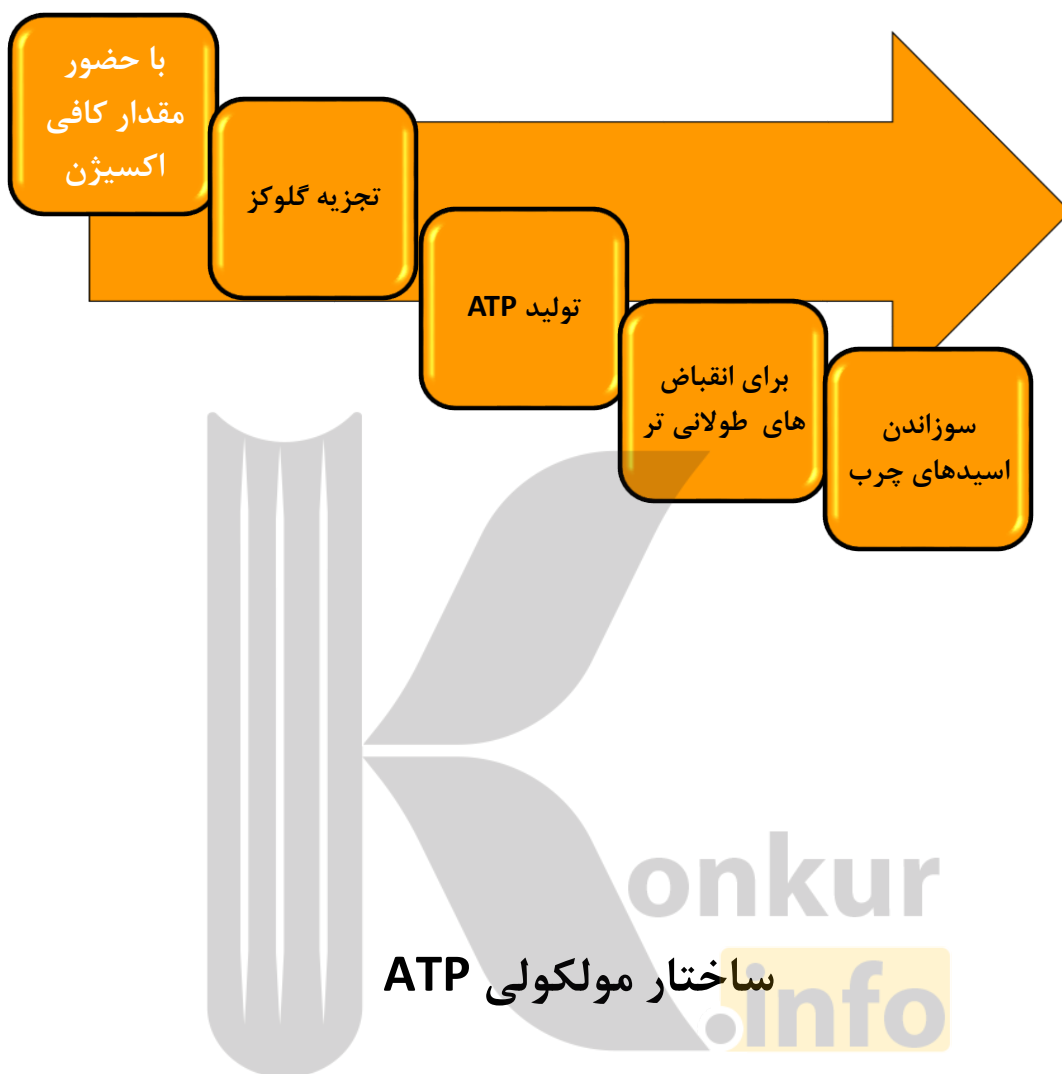 با حضور
مقدار کافی
اکسیژن
تجزیه گلوکز
تولید ATP
برای انقباض
های طولانی تر
سوزاندن
اسیدهای چرب
onkur
ساختار مولکولی ATP
.info